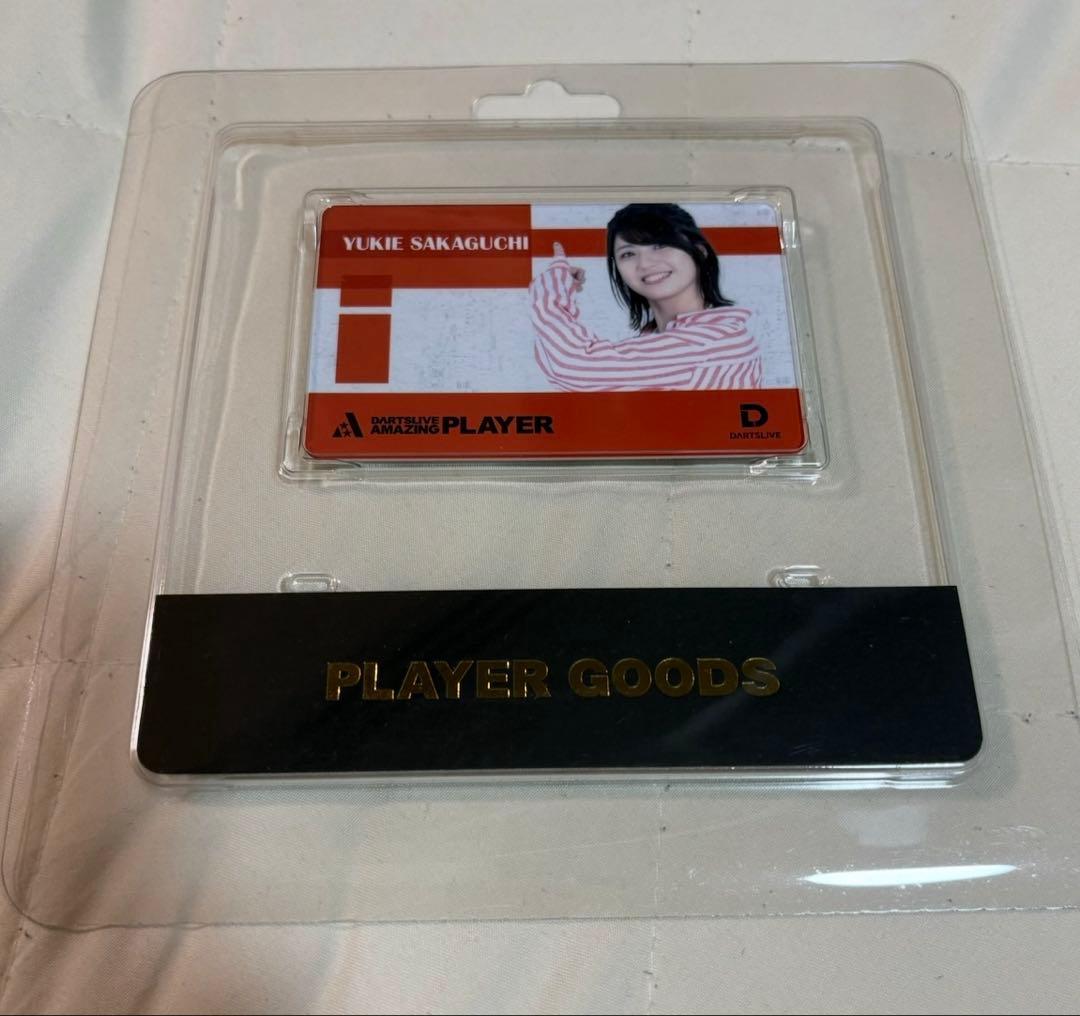 YUKIE SAKAGUCHI
DARTSLIVE
AMAZING PLAYER
DARTSLIVE
PLAYER GOODS